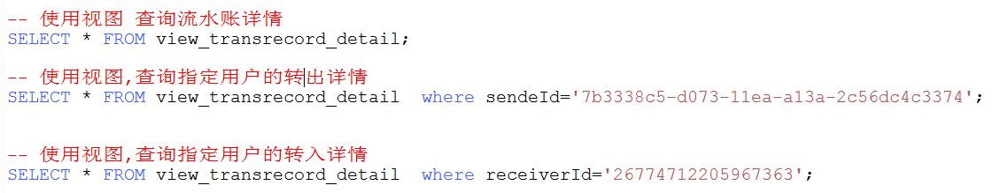 -- 使用视图 查询流水账详情
SELECT * FROM view_transrecord_detail;
-- 使用视图,查询指定用户的转出详情
SELECT * FROM view_transrecord_detail  where sendeId='7b3338c5-d073-11ea-a13a-2c56dc4c3374';
-- 使用视图,查询指定用户的转入详情
SELECT * FROM view_transrecord_detail  where receiverId='26774712205967363';